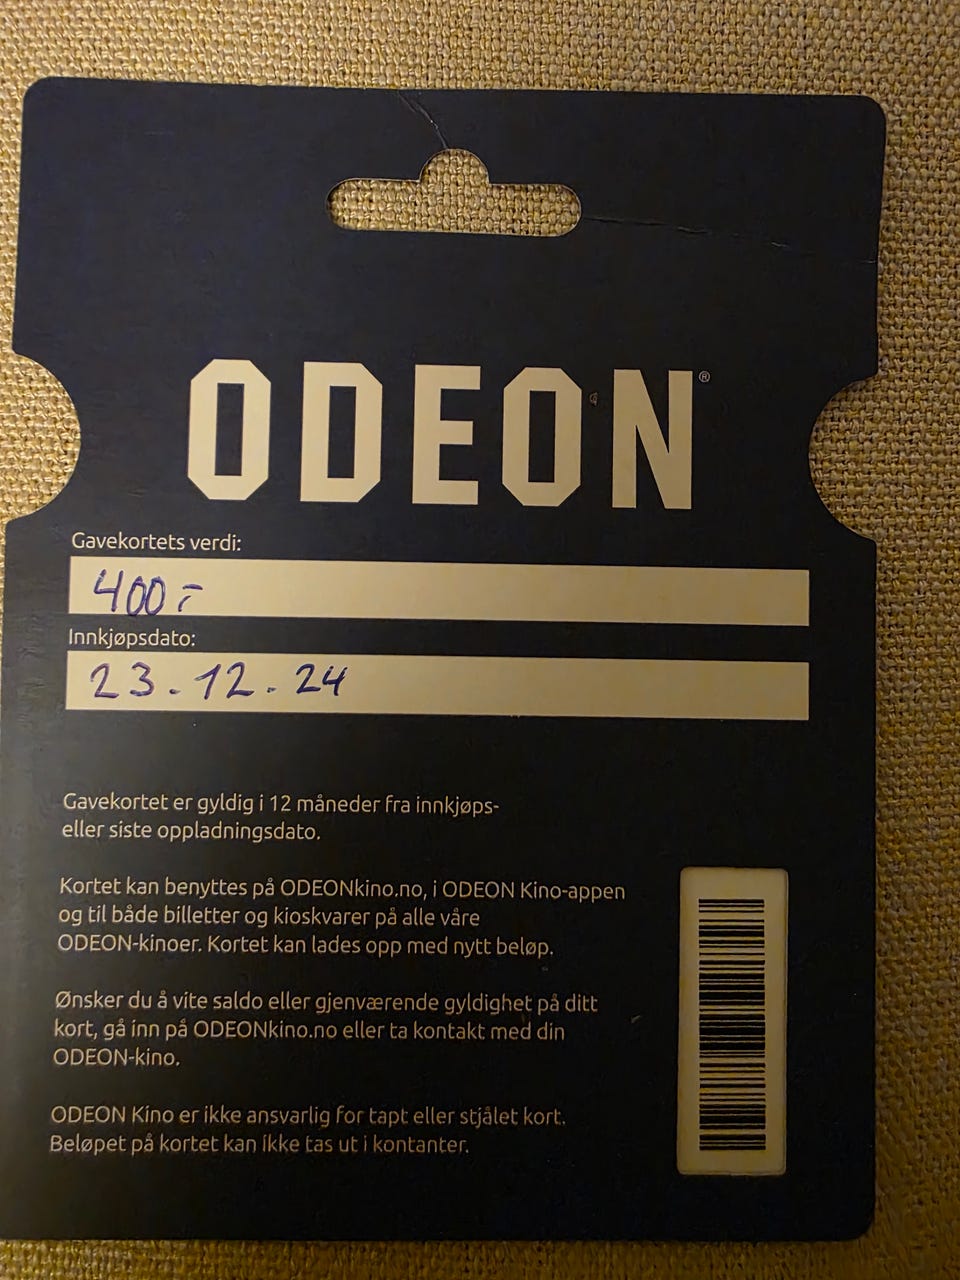 ODEON®
Gavekortets verdi:
400,-
Innkjøpsdato:
23.12.24
Gavekortet er gyldig i 12 måneder fra innkjøps-
eller siste oppladningsdato.
Kortet kan benyttes på ODEONkino.no, i ODEON Kino-appen
og til både billetter og kioskvarer på alle våre
ODEON-kinoer. Kortet kan lades opp med nytt beløp.
Ønsker du å vite saldo eller gjenværende gyldighet på ditt
kort, gå inn på ODEONkino.no eller ta kontakt med din
ODEON-kino.
ODEON Kino er ikke ansvarlig for tapt eller stjålet kort.
Beløpet på kortet kan ikke tas ut i kontanter.